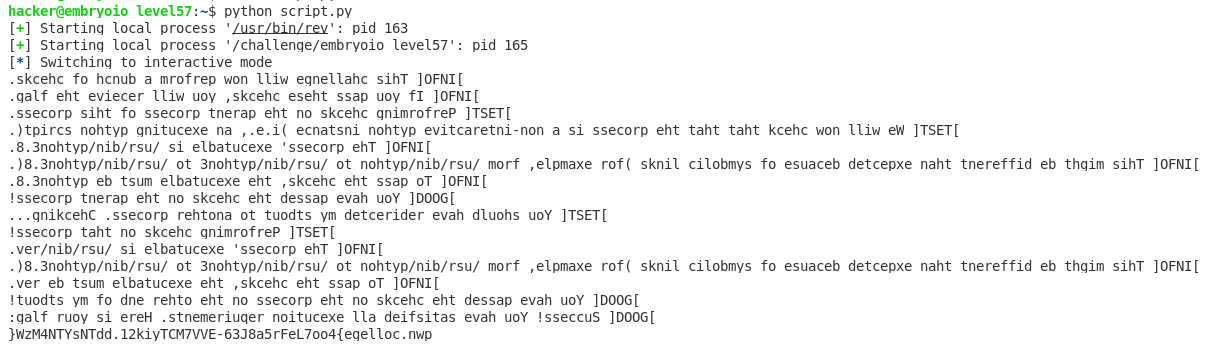 hacker@embryoio_level57:~$ python script.py
[+] Starting local process '/usr/bin/rev': pid 163
[+] Starting local process '/challenge/embryoio_level57': pid 165
[*] Switching to interactive mode
.skcehc fo hcnub a mrofrep won lliw egnellahc sihT ]OFNI[
.galf eht eviecer lliw uoy ,skcehc eseht ssap uoy fI ]OFNI[
.ssecorp siht fo ssecorp tnerap eht no skcehc gnimrofreP ]TSET[
.)tpircs nohtyp gnitucexe na ,.e.i( ecnatsni nohtyp evitcaretni-non a si ssecorp eht taht taht kcehc won lliw eW ]TSET[
.8.3nohtyp/nib/rsu/ si elbatucexe 'ssecorp ehT ]OFNI[
.)8.3nohtyp/nib/rsu/ ot 3nohtyp/nib/rsu/ ot nohtyp/nib/rsu/ morf ,elpmaxe rof( sknil cilobmys fo esuaceb detcepxe naht tnereffid eb thgim sihT ]OFNI[
.8.3nohtyp eb tsum elbatucexe eht ,skcehc eht ssap oT ]OFNI[
!ssecorp tnerap eht no skcehc eht dessap evah uoY ]DOOG[
...gnikcehC .ssecorp rehtona ot tuodts ym detcerider evah dluohs uoY ]TSET[
!ssecorp taht no skcehc gnimrofreP ]TSET[
.ver/nib/rsu/ si elbatucexe 'ssecorp ehT ]OFNI[
.)8.3nohtyp/nib/rsu/ ot 3nohtyp/nib/rsu/ ot nohtyp/nib/rsu/ morf ,elpmaxe rof( sknil cilobmys fo esuaceb detcepxe naht tnereffid eb thgim sihT ]OFNI[
.ver eb tsum elbatucexe eht ,skcehc eht ssap oT ]OFNI[
!tuodts ym fo dne rehto eht no ssecorp eht no skcehc eht dessap evah uoY ]DOOG[
:galf ruoy si ereH .stnemeriuqer noitucexe lla deifsitas evah uoY !sseccuS ]DOOG[
}WzM4NTYsNTdd.12kiyTCM7VVE-63J8a5rFeL7oo4{egelloc.nwp